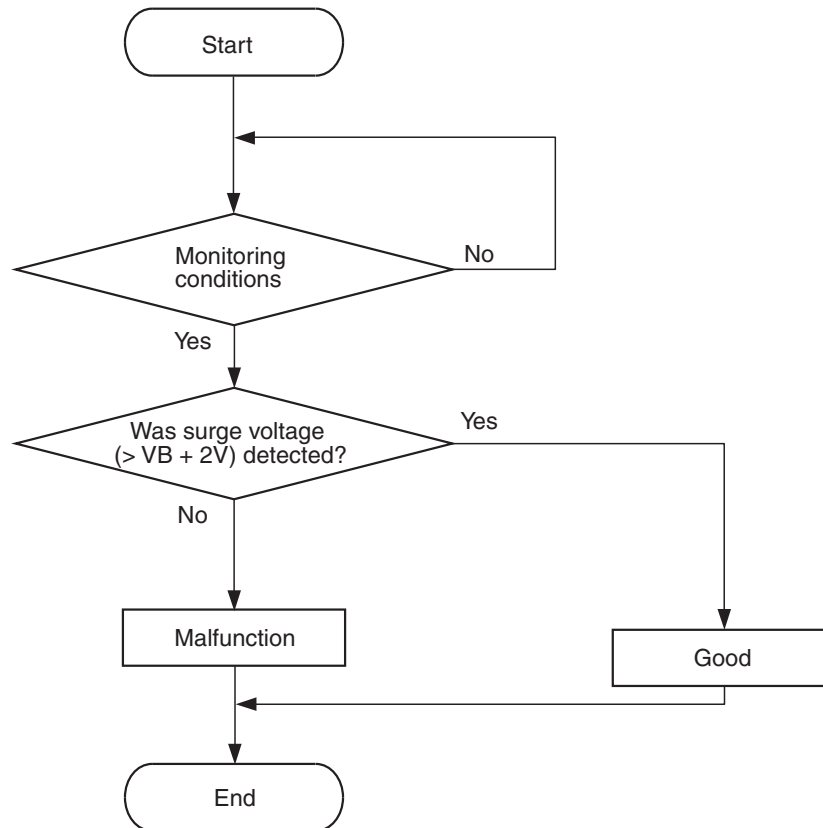 Start
Monitoring
conditions
No
Yes
Was surge voltage
(> VB + 2V) detected?
Yes
No
Malfunction
Good
End